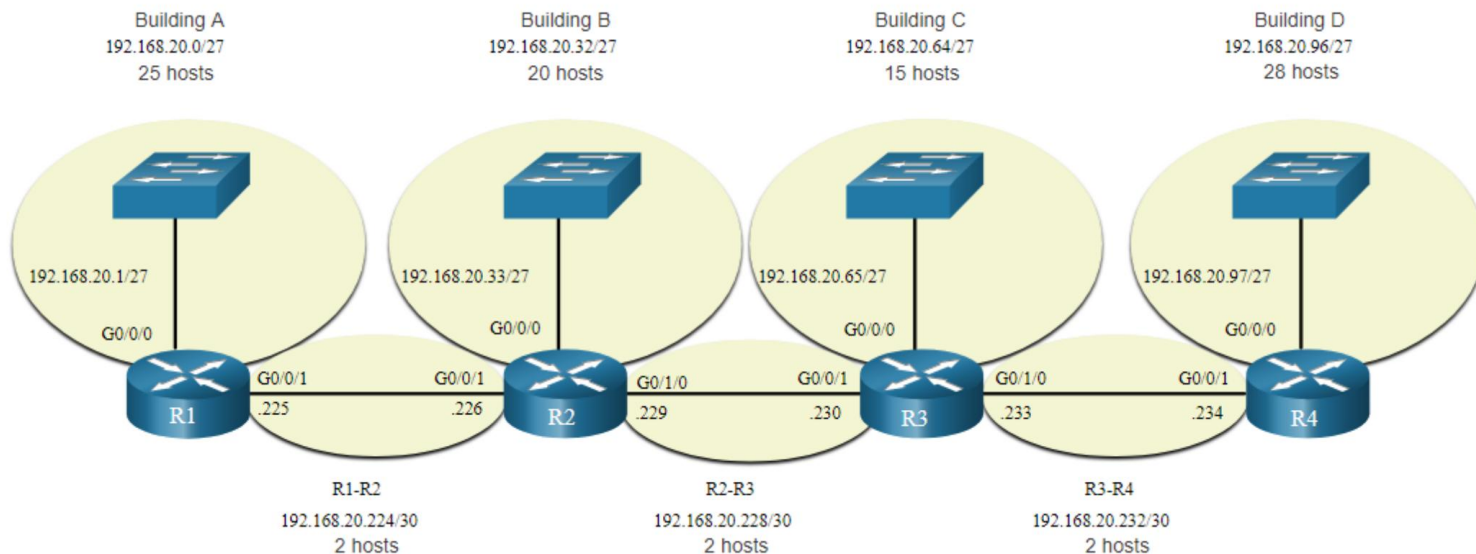 Building A
192.168.20.0/27
25 hosts
Building B
192.168.20.32/27
20 hosts
Building C
192.168.20.64/27
15 hosts
Building D
192.168.20.96/27
28 hosts
192.168.20.1/27
192.168.20.33/27
192.168.20.65/27
192.168.20.97/27
G0/0/0
G0/0/0
G0/0/0
G0/0/0
R1
G0/0/1
.225
G0/0/1
.226
R2
G0/1/0
.229
G0/0/1
.230
R3
G0/1/0
.233
G0/0/1
.234
R4
R1-R2
192.168.20.224/30
2 hosts
R2-R3
192.168.20.228/30
2 hosts
R3-R4
192.168.20.232/30
2 hosts